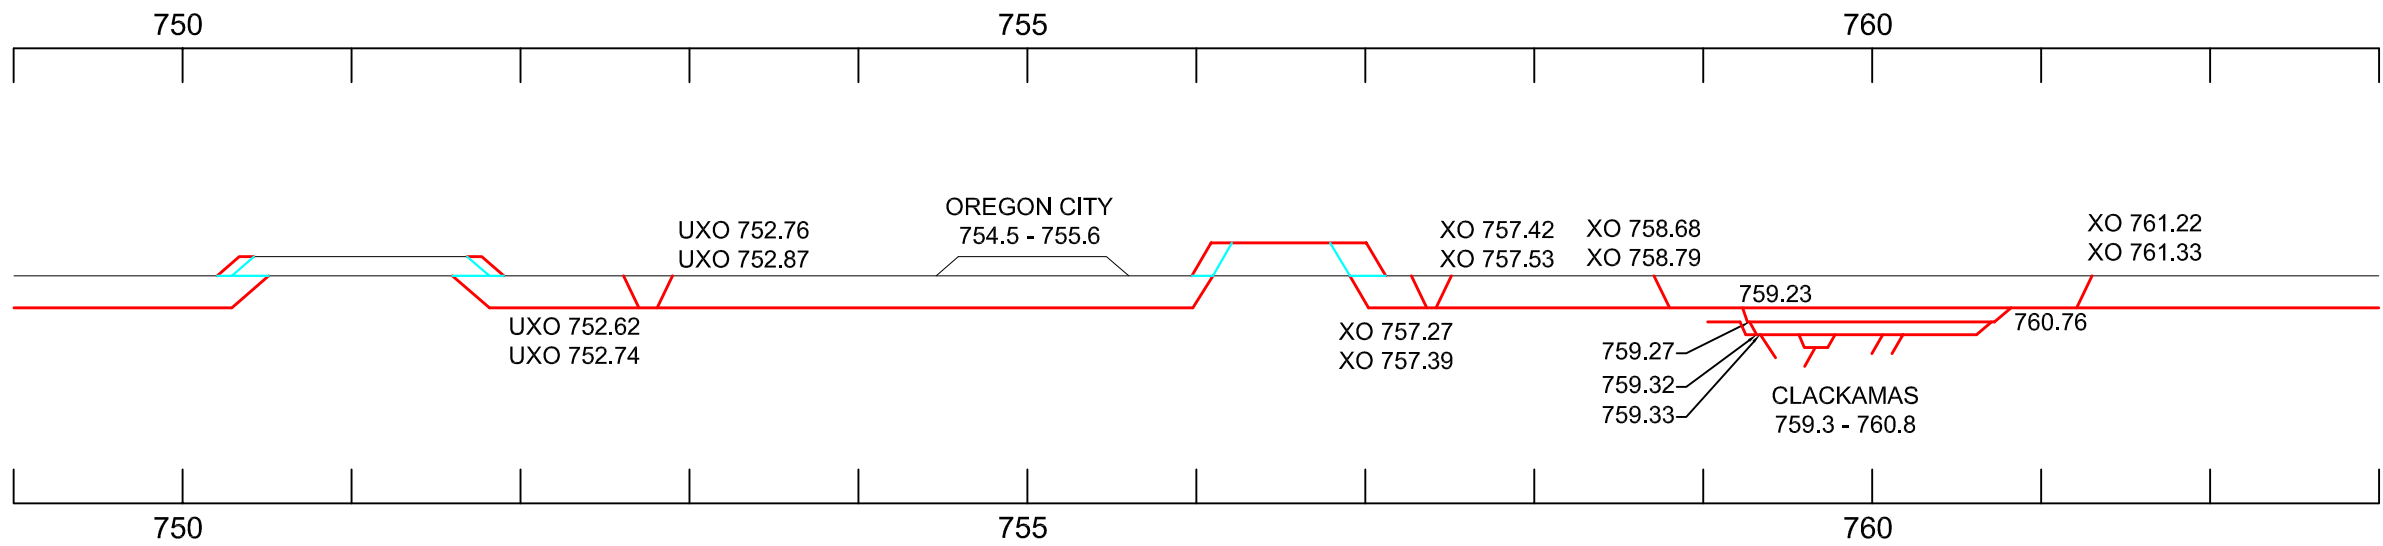 750 755 760
UXO 752.76
UXO 752.87
OREGON CITY
754.5 - 755.6
XO 757.42
XO 757.53
XO 758.68
XO 758.79
XO 761.22
XO 761.33
UXO 752.62
UXO 752.74
XO 757.27
XO 757.39
759.23
760.76
759.27
759.32
759.33
CLACKAMAS
759.3 - 760.8
750 755 760